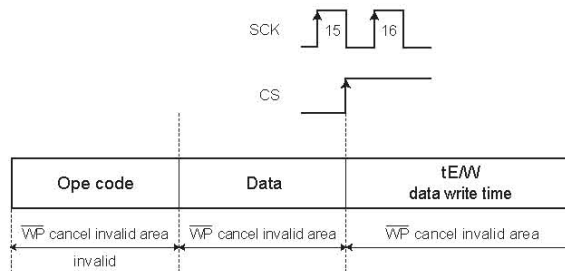 SCK
15
16
CS
Ope code
Data
tE/W
data write time
WP cancel invalid area
WP cancel invalid area
WP cancel invalid area
invalid